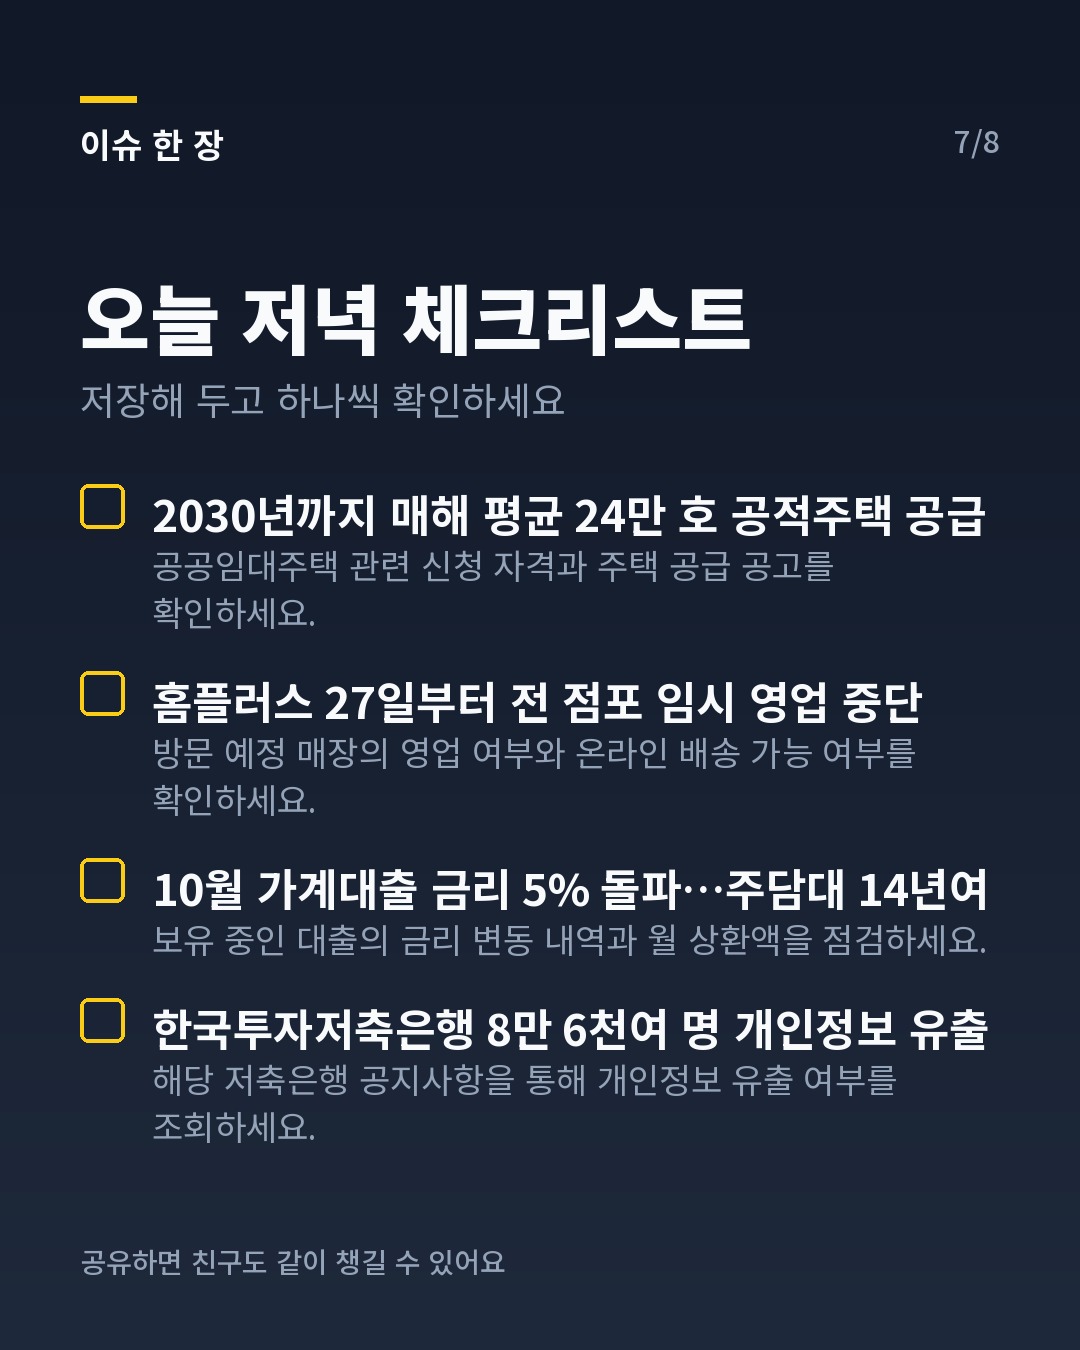 이슈 한 장
7/8
오늘 저녁 체크리스트
저장해 두고 하나씩 확인하세요
2030년까지 매해 평균 24만 호 공적주택 공급
공공임대주택 관련 신청 자격과 주택 공급 공고를
확인하세요.
홈플러스 27일부터 전 점포 임시 영업 중단
방문 예정 매장의 영업 여부와 온라인 배송 가능 여부를
확인하세요.
10월 가계대출 금리 5% 돌파…주담대 14년여
보유 중인 대출의 금리 변동 내역과 월 상환액을 점검하세요.
한국투자저축은행 8만 6천여 명 개인정보 유출
해당 저축은행 공지사항을 통해 개인정보 유출 여부를
조회하세요.
공유하면 친구도 같이 챙길 수 있어요